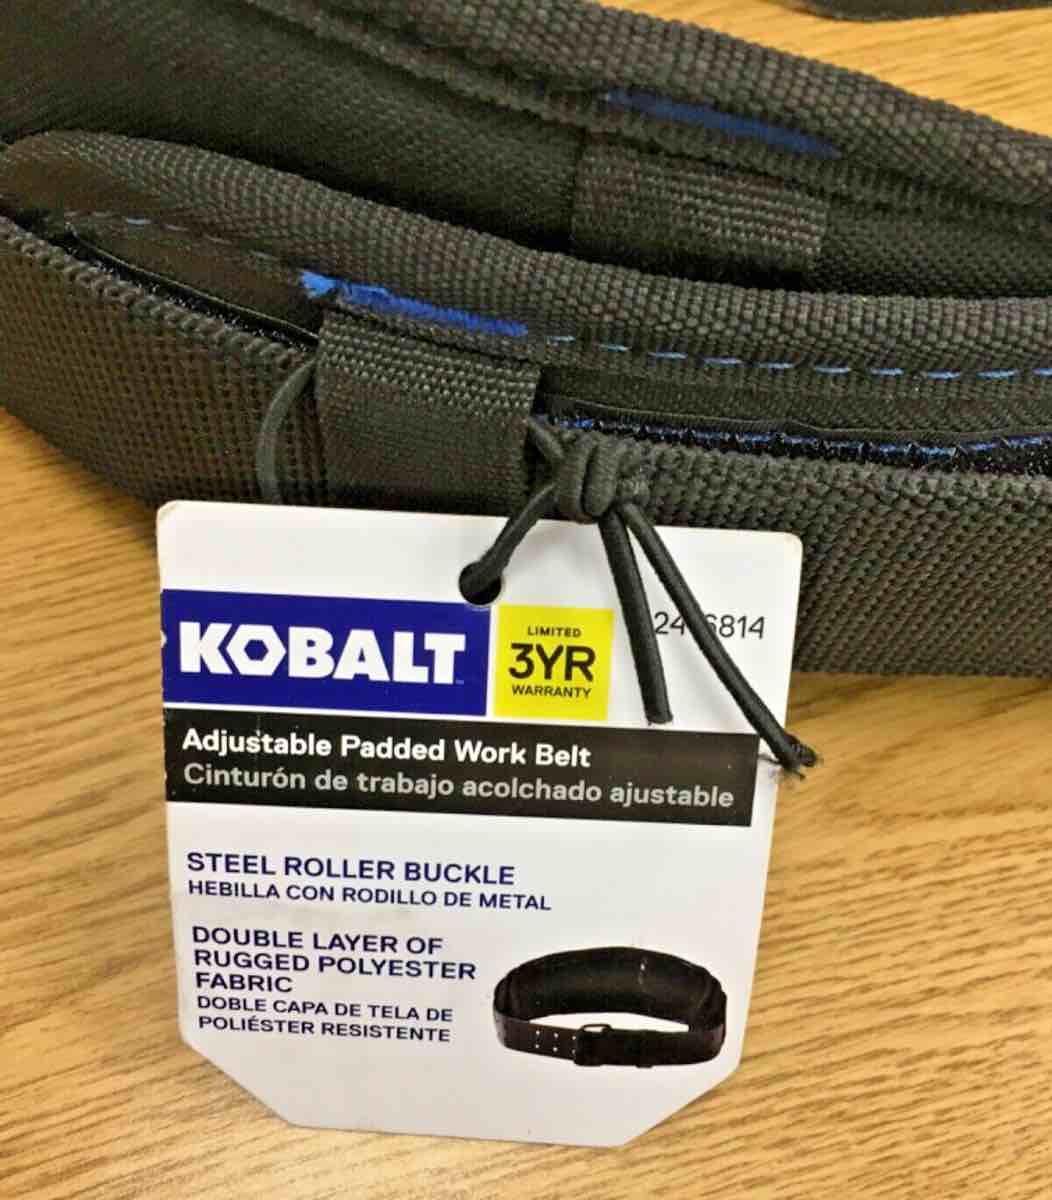 KOBALT
LIMITED
3YR
WARRANTY
Adjustable Padded Work Belt
Cinturón de trabajo acolchado ajustable
STEEL ROLLER BUCKLE
HEBILLA CON RODILLO DE METAL
DOUBLE LAYER OF
RUGGED POLYESTER
FABRIC
DOBLE CAPA DE TELA DE
POLIÉSTER RESISTENTE